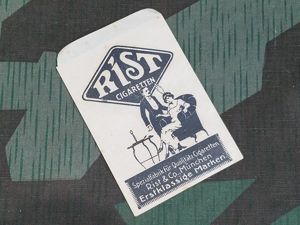 RiST
CIGARETTEN
Spezialfabrik für Qualitäts Cigaretten
Rist & Co. München
Erstklassige Marken